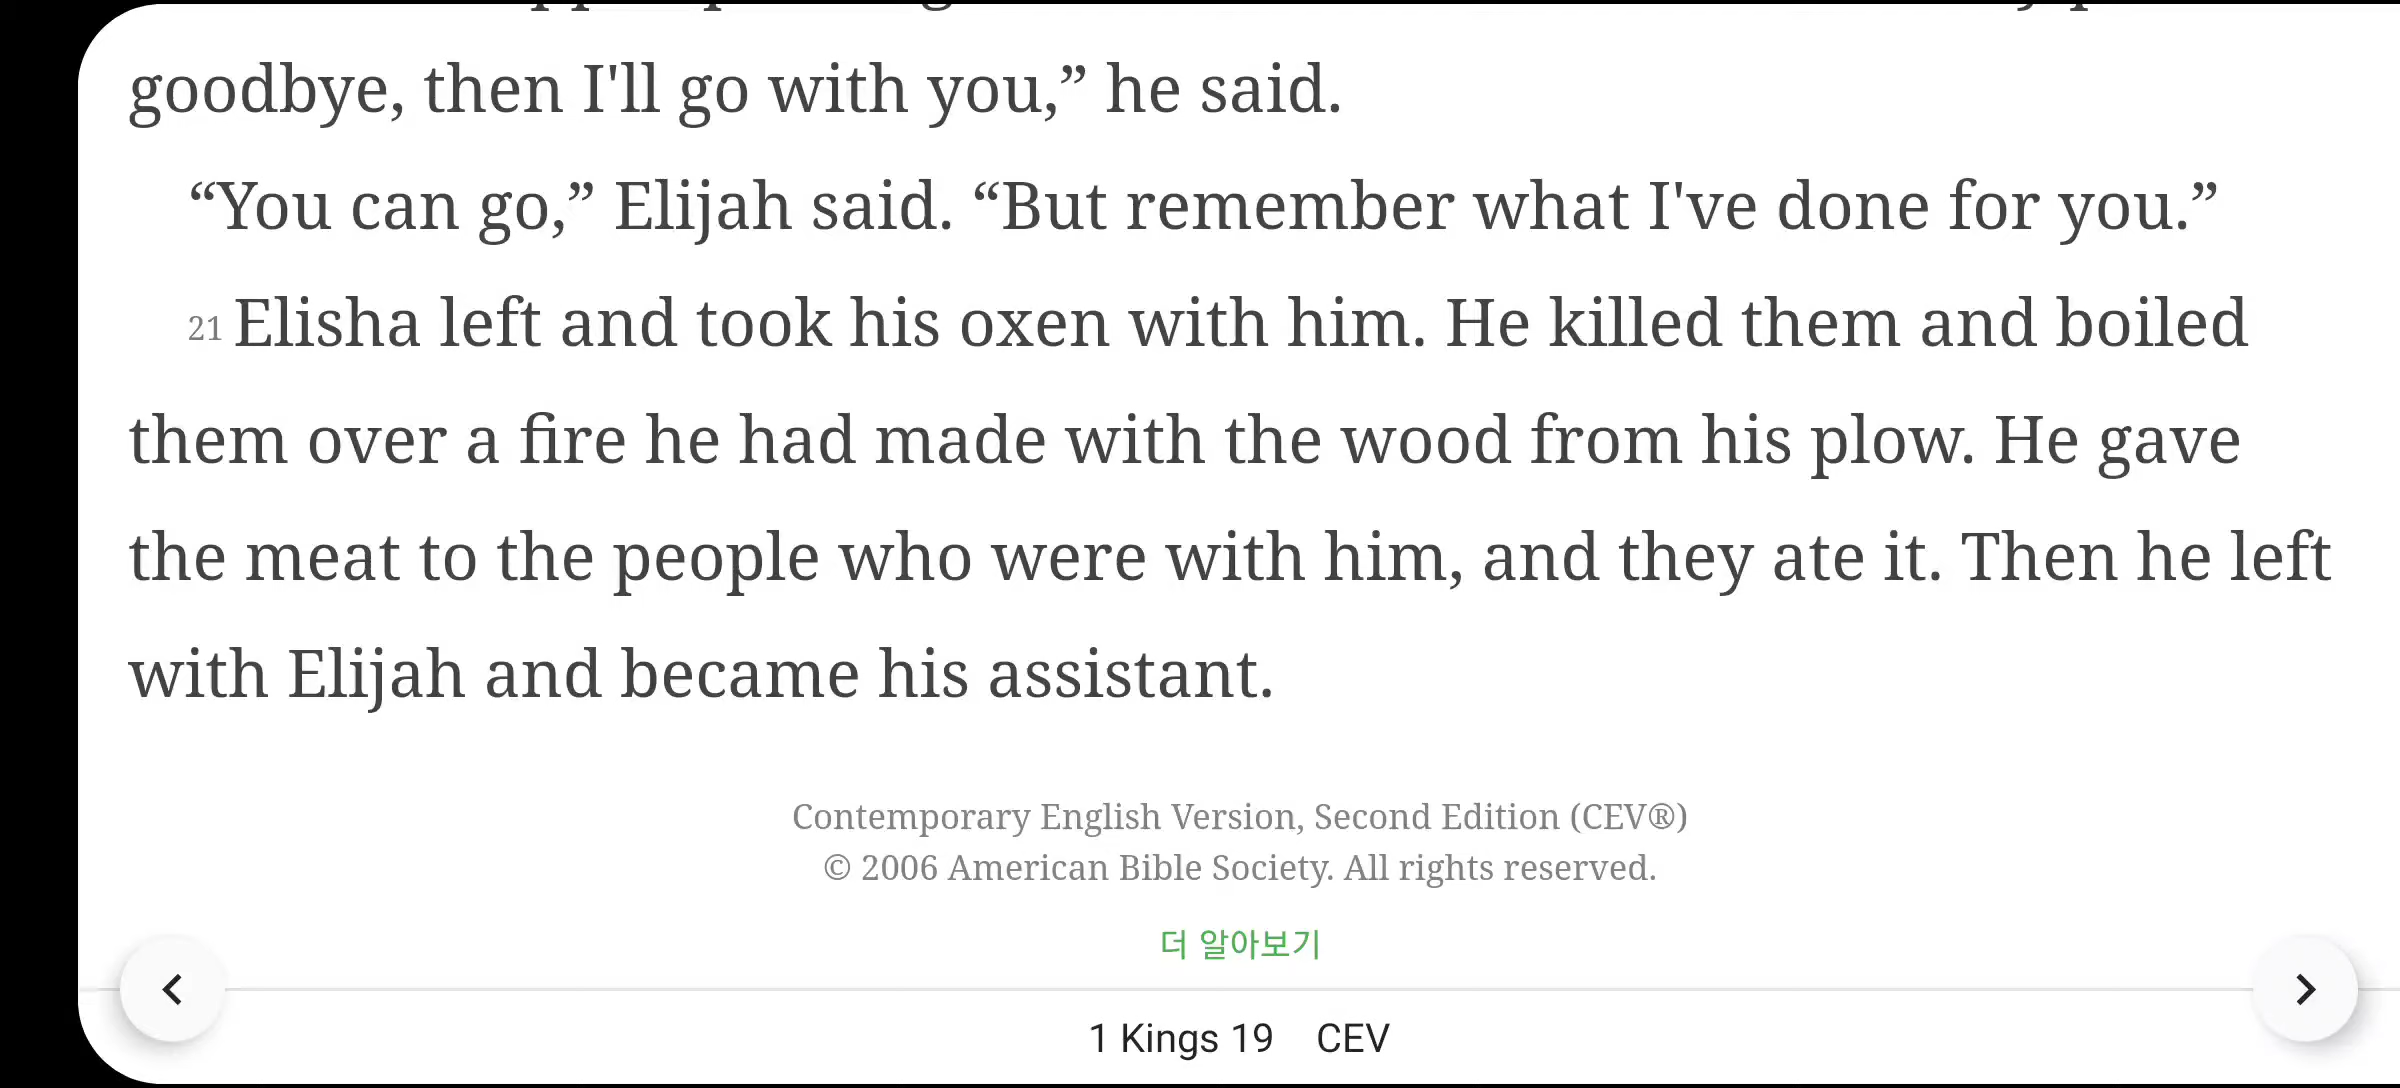 goodbye, then I'll go with you,” he said.
“You can go,” Elijah said. “But remember what I've done for you.”
21 Elisha left and took his oxen with him. He killed them and boiled
them over a fire he had made with the wood from his plow. He gave
the meat to the people who were with him, and they ate it. Then he left
with Elijah and became his assistant.
Contemporary English Version, Second Edition (CEV®)
© 2006 American Bible Society. All rights reserved.
더 알아보기
1 Kings 19 CEV